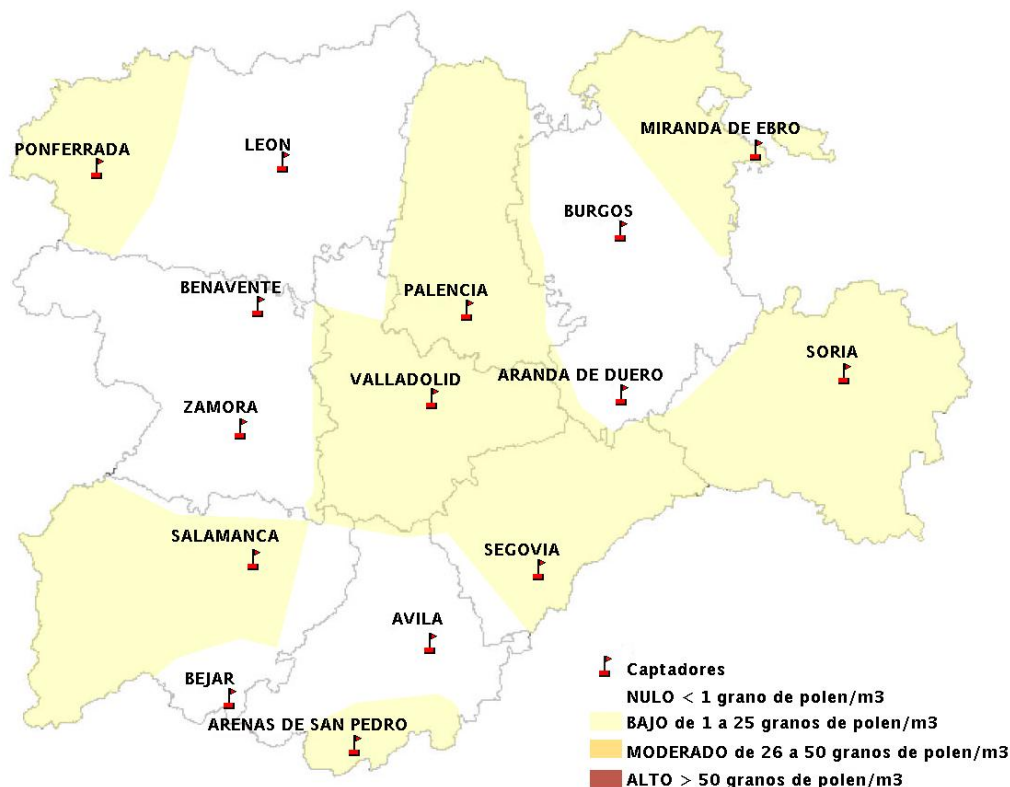 MIRANDA DE EBRO
PONFERRADA
LEON
BURGOS
BENAVENTE
PALENCIA
SORIA
VALLADOLID
ARANDA DE DUERO
ZAMORA
SALAMANCA
SEGOVIA
AVILA
BEJAR
ARENAS DE SAN PEDRO
Captadores
NULO < 1 grano de polen/m3
BAJO de 1 a 25 granos de polen/m3
MODERADO de 26 a 50 granos de polen/m3
ALTO > 50 granos de polen/m3